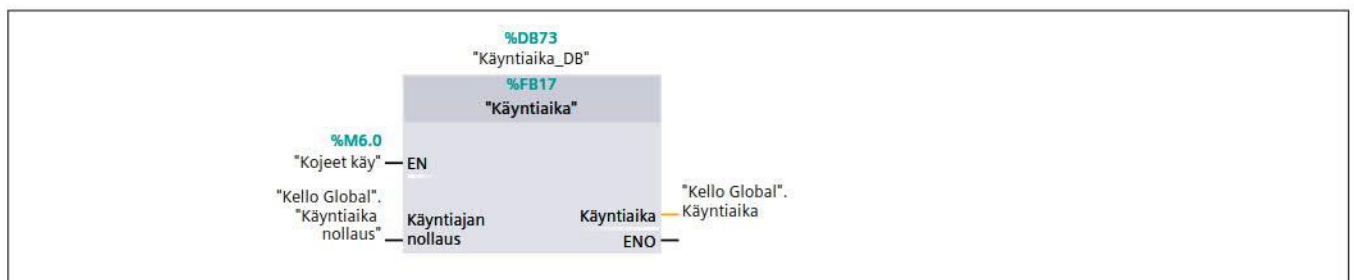 %DB73
"Käyntiaika_DB"
%FB17
"Käyntiaika"
%M6.0
"Kojeet käy"
EN
"Kello Global".
"Käyntiaika
nollaus"
Käyntiajan
nollaus
Käyntiaika
"Kello Global".
Käyntiaika
ENO